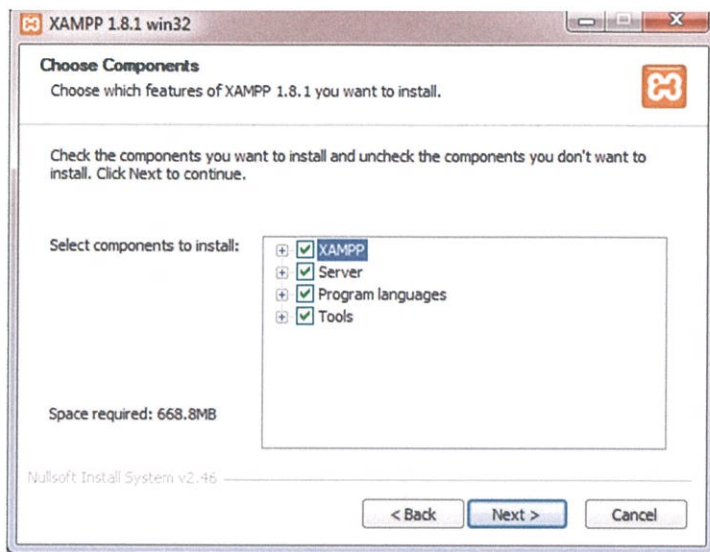 XAMPP 1.8.1 win32
Choose Components
Choose which features of XAMPP 1.8.1 you want to install.
Check the components you want to install and uncheck the components you don't want to
install. Click Next to continue.
Select components to install:
XAMPP
Server
Program languages
Tools
Space required: 668.8MB
Nullsoft Install System v2.46
< Back
Next >
Cancel